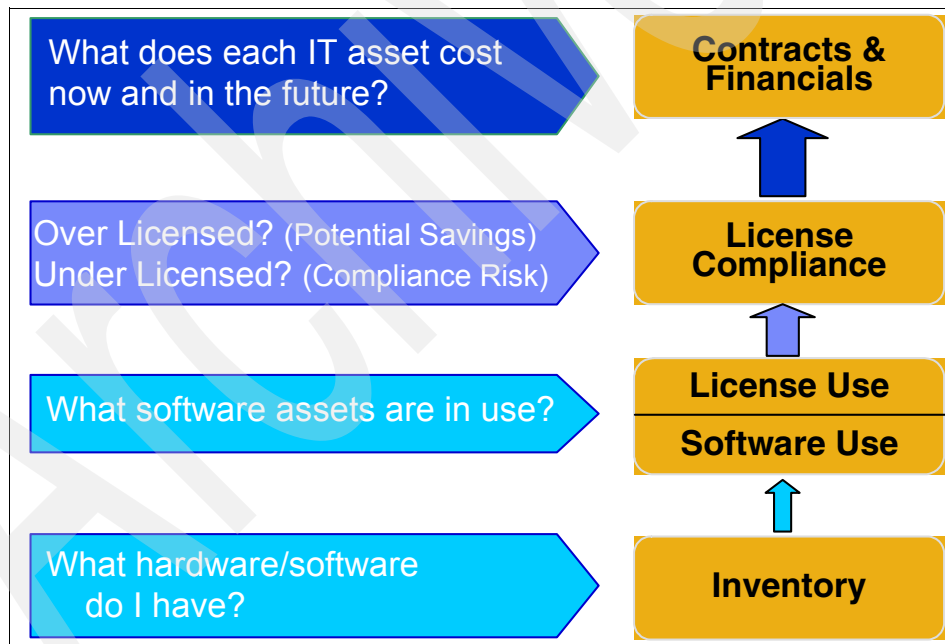 What does each IT asset cost
now and in the future?
Contracts &
Financials
Over Licensed? (Potential Savings)
Under Licensed? (Compliance Risk)
License
Compliance
What software assets are in use?
License Use
Software Use
What hardware/software
do I have?
Inventory